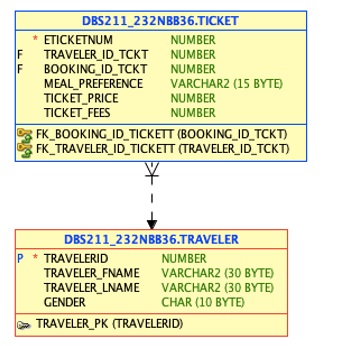 DBS211_232NBB36.TICKET
* ETICKETNUM NUMBER
F TRAVELER_ID_TCKT NUMBER
F BOOKING_ID_TCKT NUMBER
MEAL_PREFERENCE VARCHAR2 (15 BYTE)
TICKET_PRICE NUMBER
TICKET_FEES NUMBER
FK_BOOKING_ID_TICKETT (BOOKING_ID_TCKT)
FK_TRAVELER_ID_TICKETT (TRAVELER_ID_TCKT)
DBS211_232NBB36.TRAVELER
P * TRAVELERID NUMBER
TRAVELER_FNAME VARCHAR2 (30 BYTE)
TRAVELER_LNAME VARCHAR2 (30 BYTE)
GENDER CHAR (10 BYTE)
TRAVELER_PK (TRAVELERID)